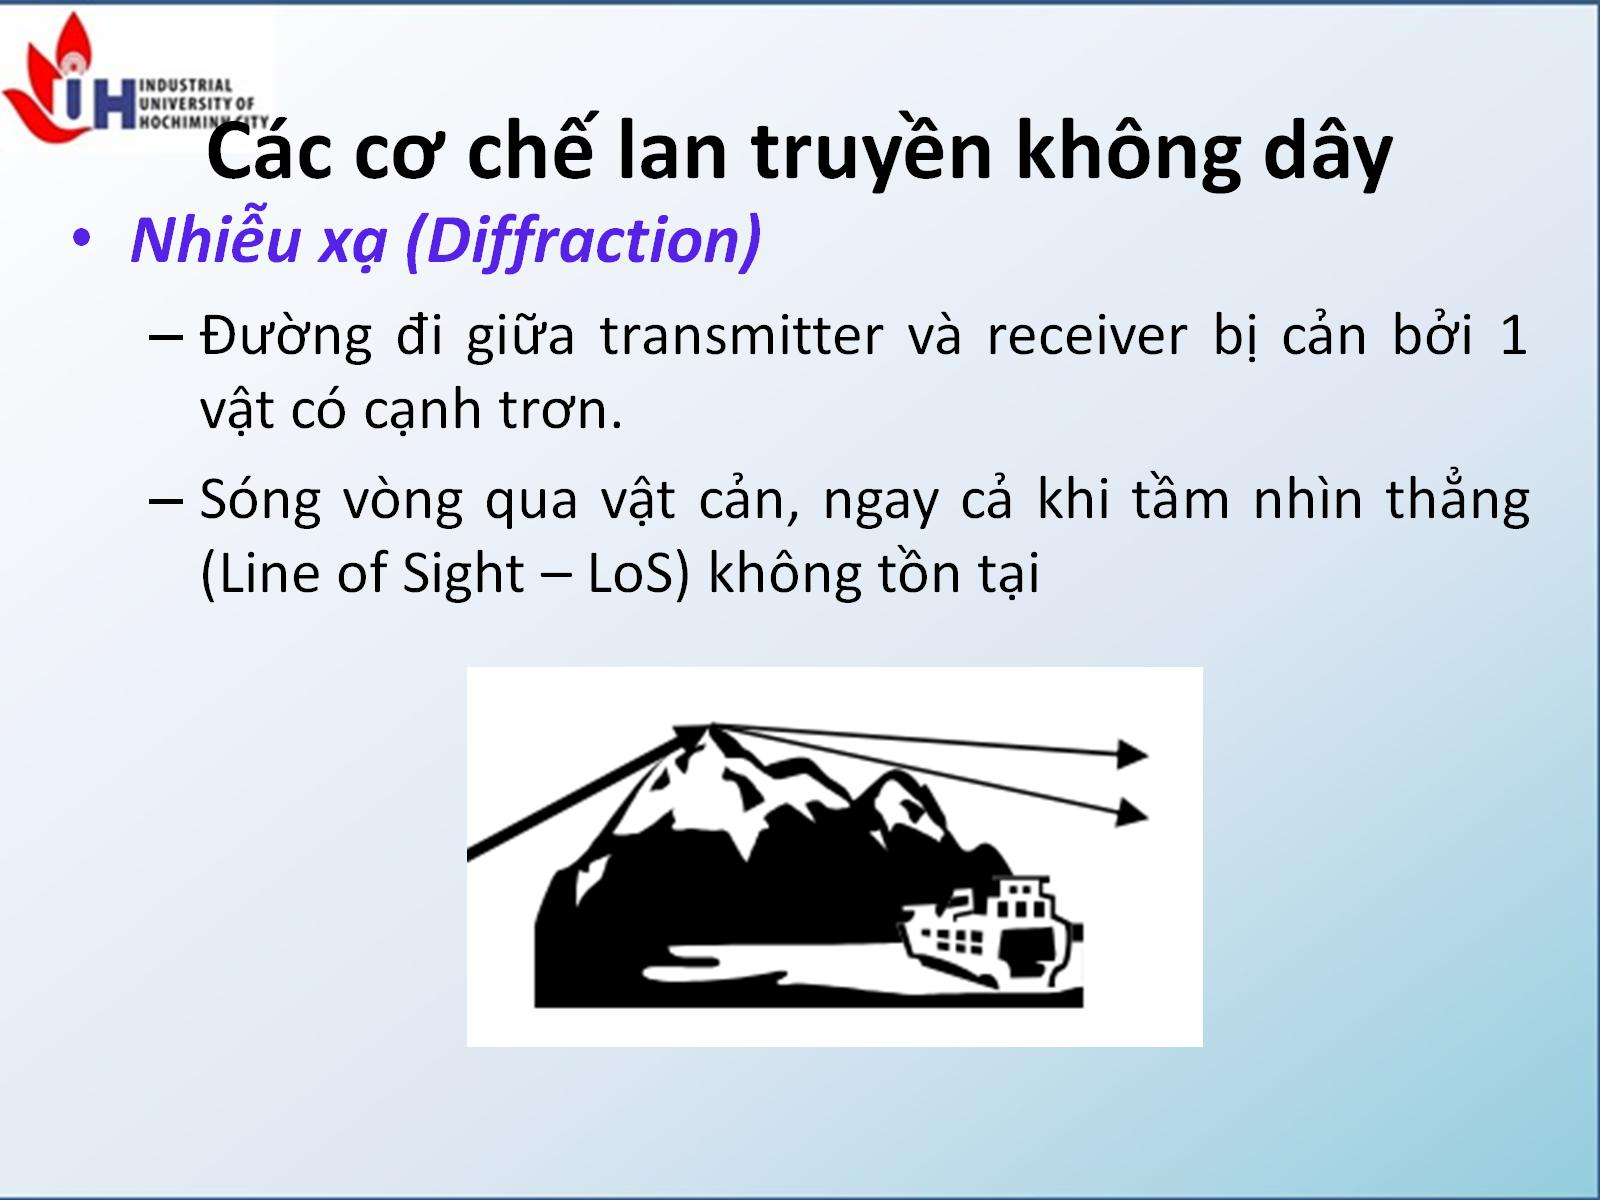 INDUSTRIAL
UNIVERSITY OF
HOCHIMINH CITY
Các cơ chế lan truyền không dây
• Nhiễu xạ (Diffraction)
– Đường đi giữa transmitter và receiver bị cản bởi 1
vật có cạnh trơn.
– Sóng vòng qua vật cản, ngay cả khi tầm nhìn thẳng
(Line of Sight – LoS) không tồn tại